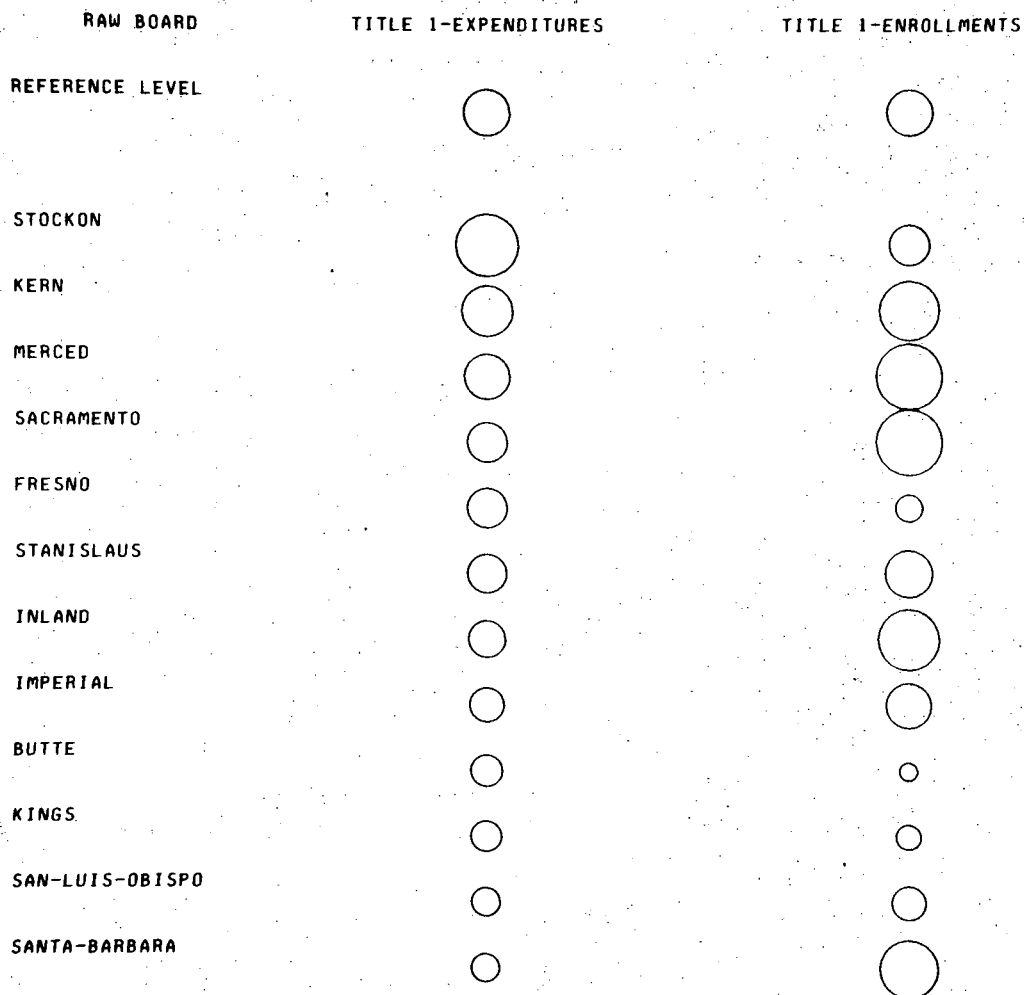 RAW BOARD TITLE 1-EXPENDITURES TITLE 1-ENROLLMENTS
REFERENCE LEVEL
STOCKON
KERN
MERCED
SACRAMENTO
FRESNO
STANISLAUS
INLAND
IMPERIAL
BUTTE
KINGS
SAN-LUIS-OBISPO
SANTA-BARBARA